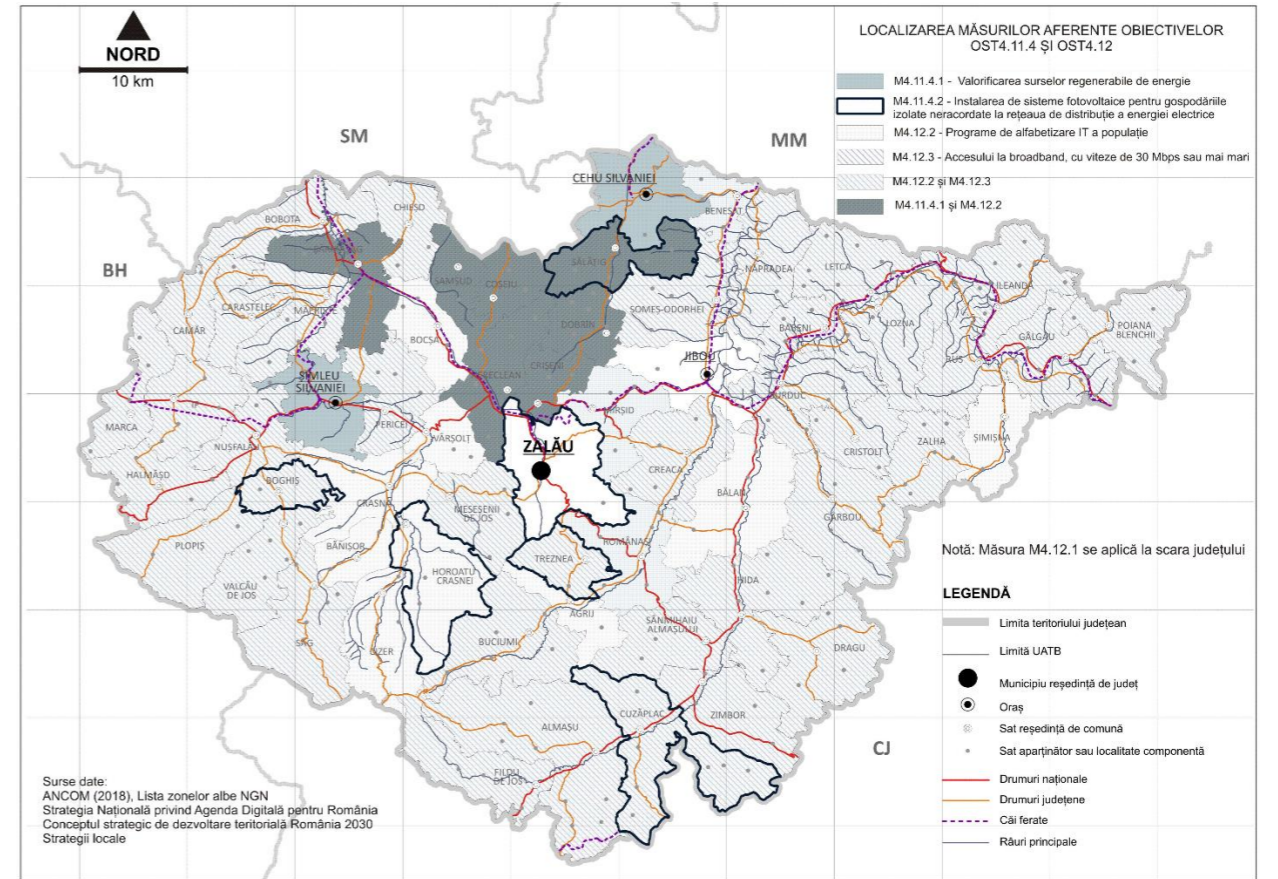 NORD
10 km
LOCALIZAREA MĂSURILOR AFERENTE OBIECTIVELOR
OST4.11.4 ȘI OST4.12
M4.11.4.1 - Valorificarea surselor regenerabile de energie
M4.11.4.2 - Instalarea de sisteme fotovoltaice pentru gospodăriile
izolate neracordate la rețeaua de distribuție a energiei electrice
M4.12.2 - Programe de alfabetizare IT a populație
M4.12.3 - Accesului la broadband, cu viteze de 30 Mbps sau mai mari
M4.12.2 și M4.12.3
M4.11.4.1 și M4.12.2
SM
MM
BH
CJ
CEHU SILVANIEI
BENESAT
CHIEȘD
BOBOTA
SĂLĂȚIG
NAPRADEA
LETCA
ILEANDA
ȘAMȘUD
COȘEIU
SOMEȘ-ODORHEI
CARASTELEC
CAMĂR
DOBRIN
BĂBENI
LOZNA
GÂLGĂU
POIANA
BLENCHII
BOCȘA
RUS
JIBOU
CRIȘENI
ȘIMLEU
SILVANIEI
MIRȘID
SURDUC
MARCA
PERICEI
NUȘFALĂU
VÂRȘOLȚ
ZALHA
ȘIMIȘNA
ZALĂU
CRISTOLȚ
HALMĂȘD
CREACA
BOGHIȘ
BĂLAN
CRASNA
MESEȘENII
DE JOS
GÂRBOU
PLOPIȘ
BĂNIȘOR
TREZNEA
ROMÂNAȘI
HOROATU
CRASNEI
HIDA
VALCĂU
DE JOS
AGRIJ
SÂNMIHAIU
ALMAȘULUI
BUCIUMI
SÂG
CIZER
DRAGU
ALMAȘU
CUZĂPLAC
ZIMBOR
FILDU
DE JOS
Notă: Măsura M4.12.1 se aplică la scara județului
LEGENDĂ
Limita teritoriului județean
Limită UATB
Municipiu reședință de județ
Oraș
Sat reședință de comună
Sat aparținător sau localitate componentă
Drumuri naționale
Drumuri județene
Căi ferate
Râuri principale
Surse date:
ANCOM (2018), Lista zonelor albe NGN
Strategia Națională privind Agenda Digitală pentru România
Conceptul strategic de dezvoltare teritorială România 2030
Strategii locale